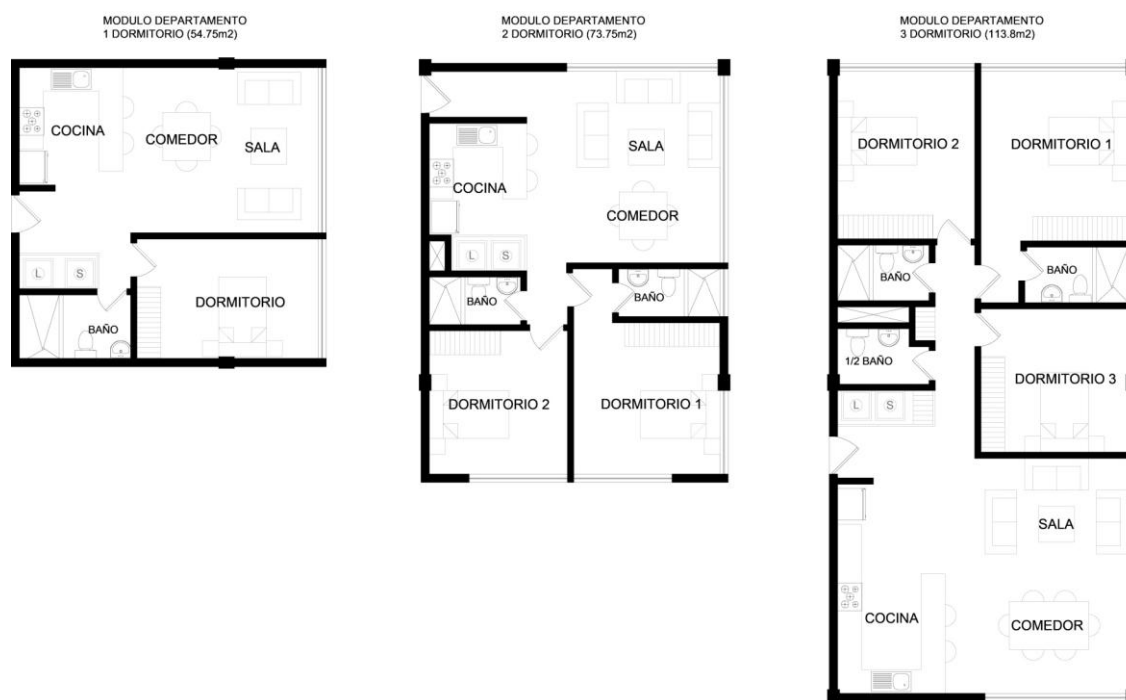 MODULO DEPARTAMENTO
1 DORMITORIO (54.75m2)
COCINA
COMEDOR
SALA
L
S
DORMITORIO
BAÑO
MODULO DEPARTAMENTO
2 DORMITORIO (73.75m2)
SALA
COCINA
COMEDOR
L
S
BAÑO
BAÑO
DORMITORIO 2
DORMITORIO 1
MODULO DEPARTAMENTO
3 DORMITORIO (113.8m2)
DORMITORIO 2
DORMITORIO 1
BAÑO
BAÑO
1/2 BAÑO
DORMITORIO 3
L
S
SALA
COCINA
COMEDOR